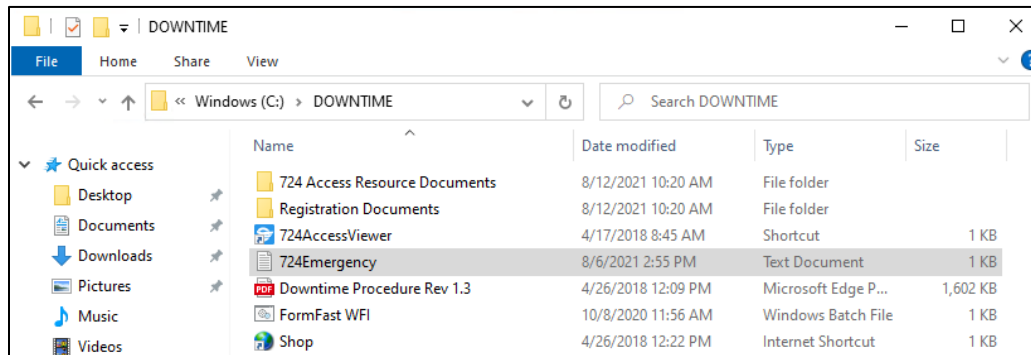 DOWNTIME
File Home Share View
« Windows (C:) > DOWNTIME Search DOWNTIME
Name Date modified Type Size
Quick access
Desktop
Documents
Downloads
Pictures
Music
Videos
724 Access Resource Documents 8/12/2021 10:20 AM File folder
Registration Documents 8/12/2021 10:20 AM File folder
724AccessViewer 4/17/2018 8:45 AM Shortcut 1 KB
724Emergency 8/6/2021 2:55 PM Text Document 1 KB
PDF Downtime Procedure Rev 1.3 4/26/2018 12:09 PM Microsoft Edge P... 1,602 KB
FormFast WFI 10/8/2020 11:56 AM Windows Batch File 1 KB
Shop 4/26/2018 12:22 PM Internet Shortcut 1 KB